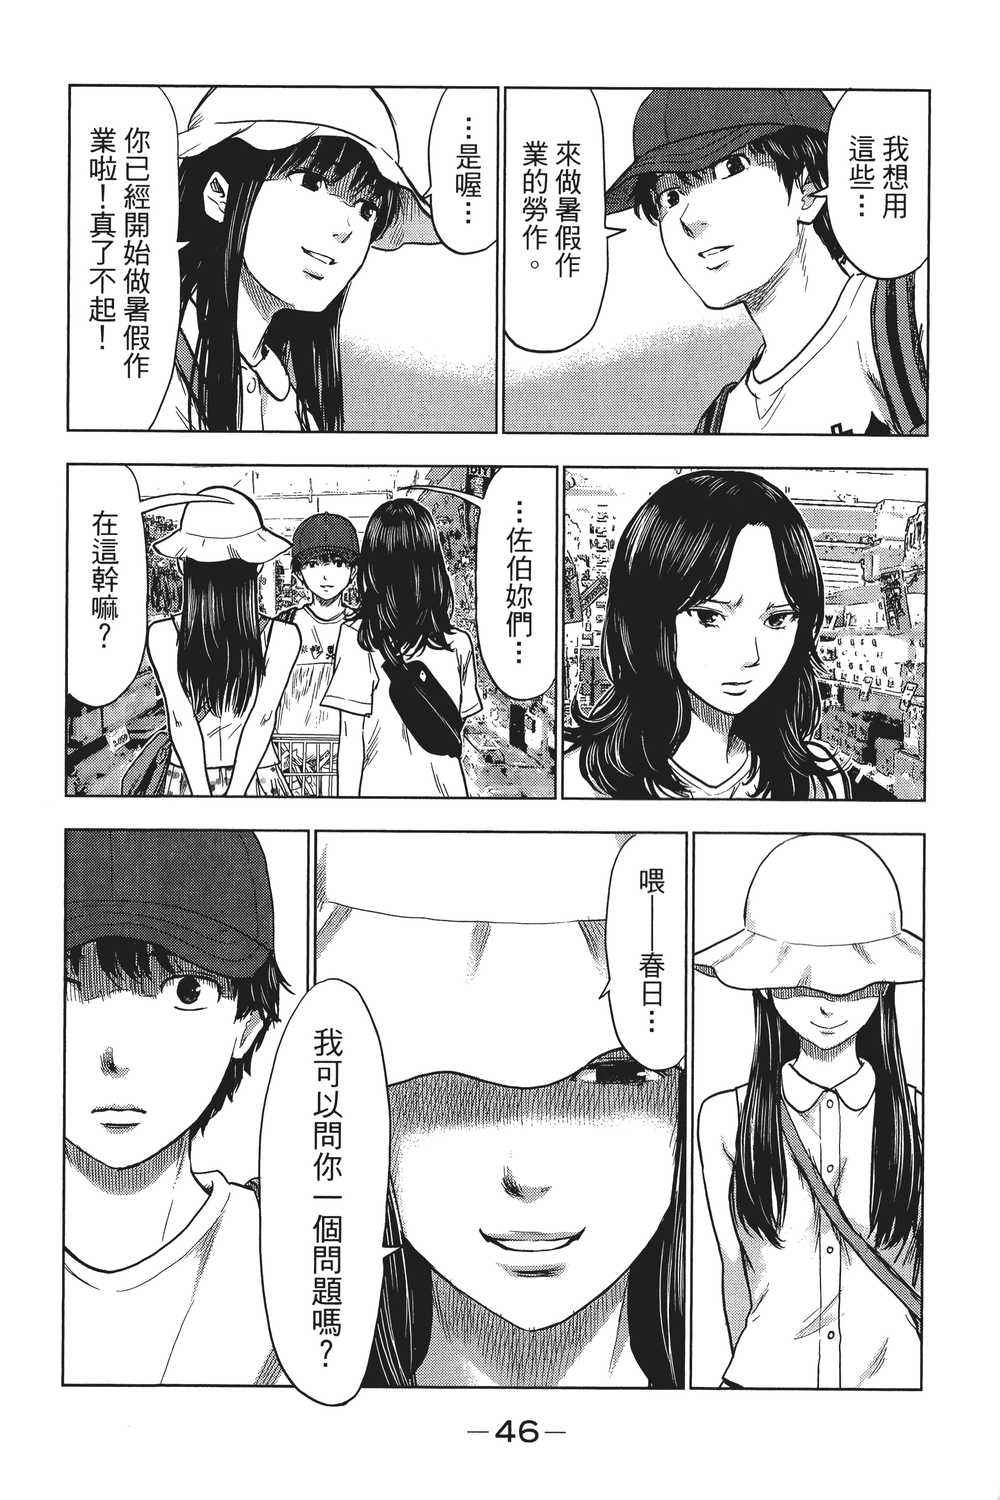 我想用
這些…
來做暑假作
業的勞作。
…是喔…
你已經開始做暑假作
業啦！真了不起！
…佐伯妳們…
在這幹嘛？
DIY
喂——春日…
我可以問你一個問題嗎？
—46—